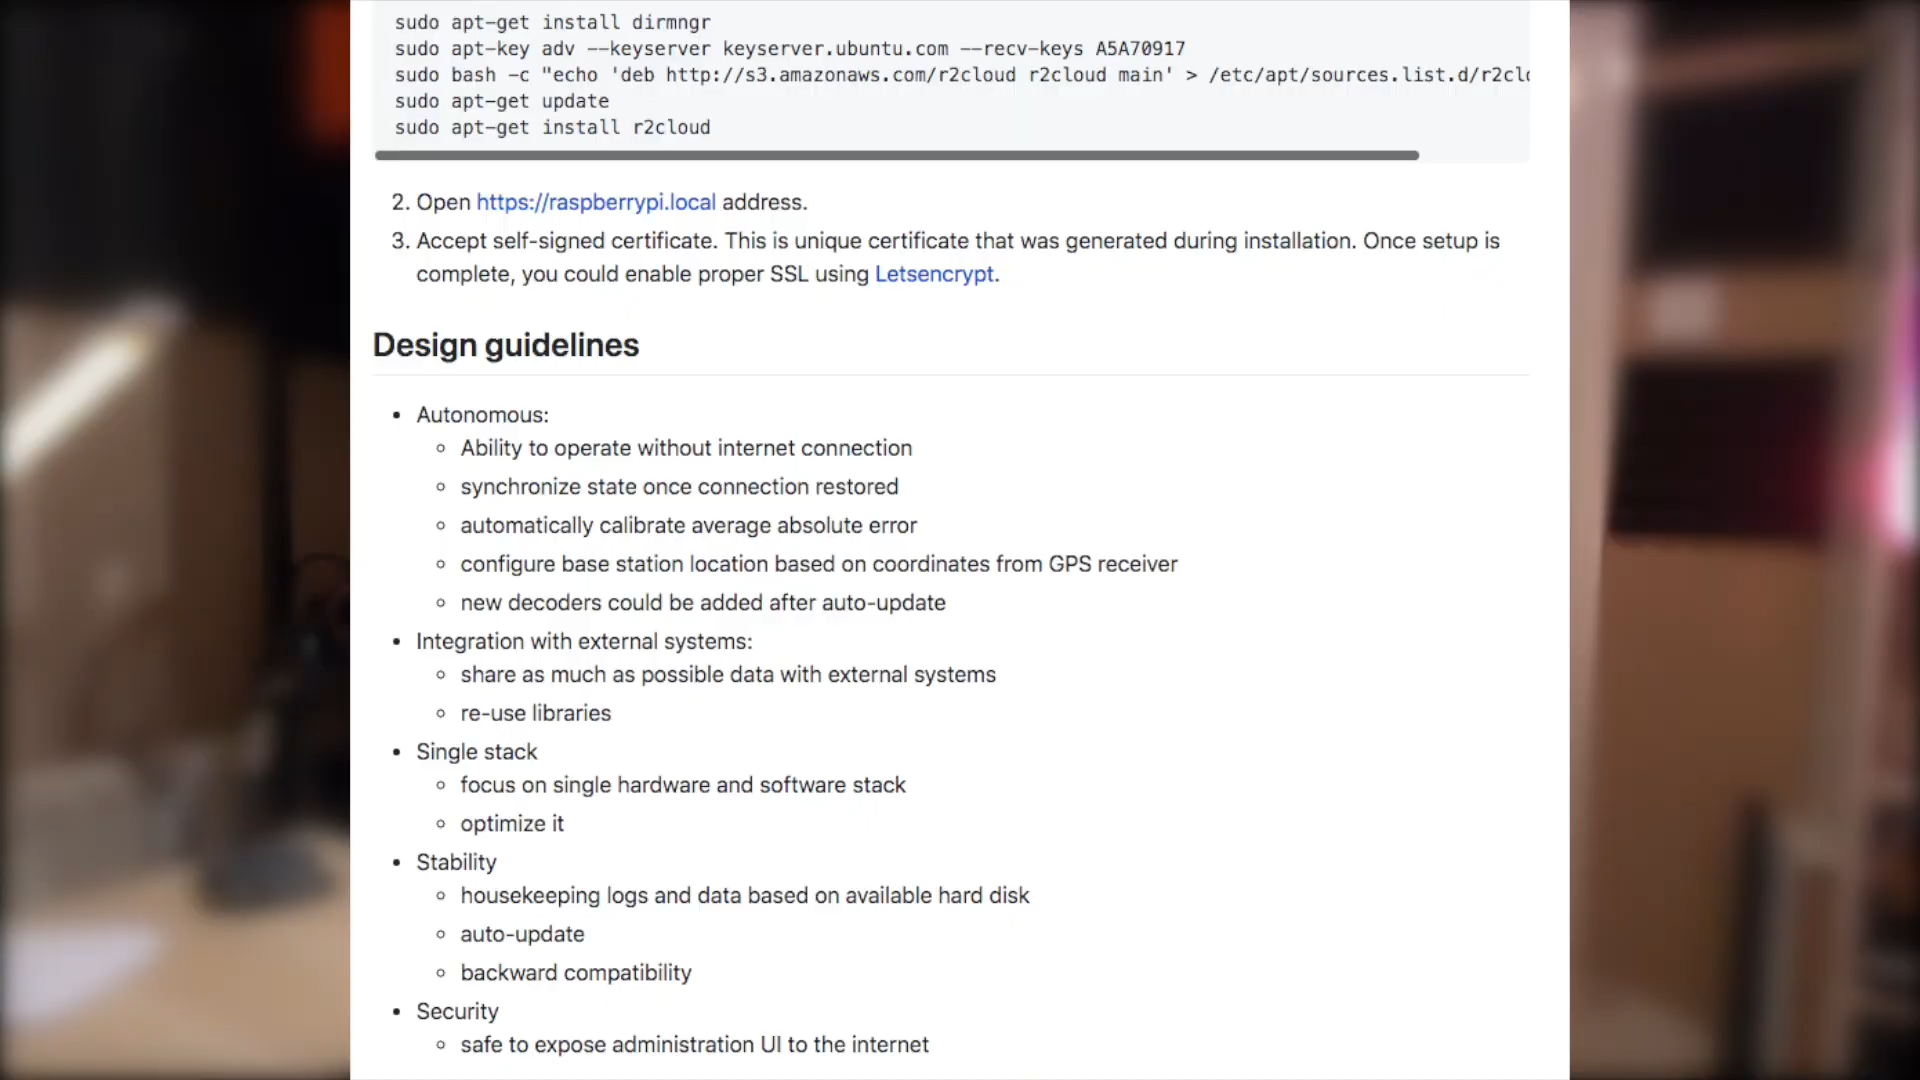 sudo apt-get install dirmngr
sudo apt-key adv --keyserver keyserver.ubuntu.com --recv-keys A5A70917
sudo bash -c "echo 'deb http://s3.amazonaws.com/r2cloud r2cloud main' > /etc/apt/sources.list.d/r2clo
sudo apt-get update
sudo apt-get install r2cloud
2. Open https://raspberrypi.local address.
3. Accept self-signed certificate. This is unique certificate that was generated during installation. Once setup is
complete, you could enable proper SSL using Letsencrypt.
Design guidelines
• Autonomous:
◦ Ability to operate without internet connection
◦ synchronize state once connection restored
◦ automatically calibrate average absolute error
◦ configure base station location based on coordinates from GPS receiver
◦ new decoders could be added after auto-update
• Integration with external systems:
◦ share as much as possible data with external systems
◦ re-use libraries
• Single stack
◦ focus on single hardware and software stack
◦ optimize it
• Stability
◦ housekeeping logs and data based on available hard disk
◦ auto-update
◦ backward compatibility
• Security
◦ safe to expose administration UI to the internet